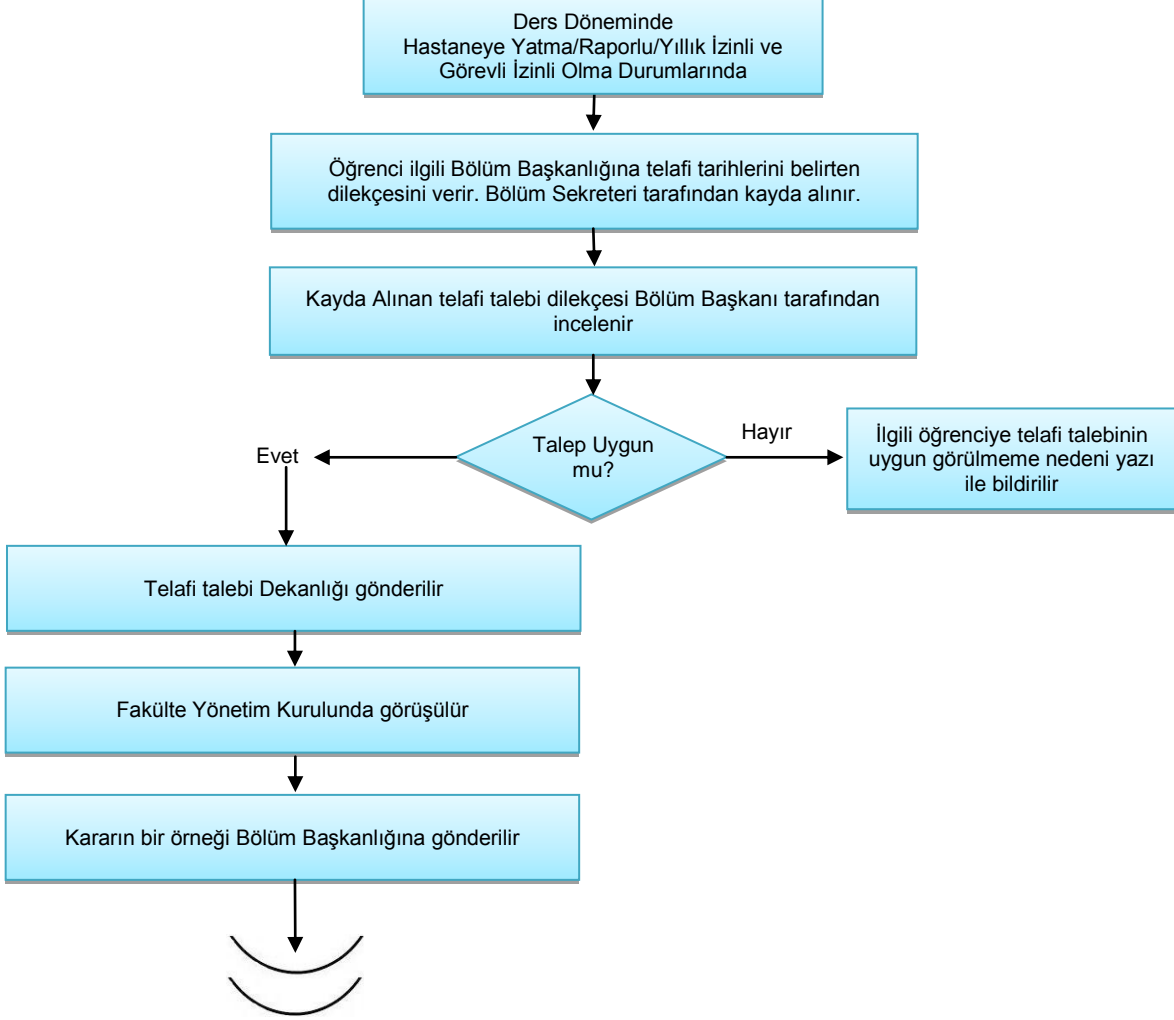 Ders Döneminde
Hastaneye Yatma/Raporlu/Yıllık İzinli ve
Görevli İzinli Olma Durumlarında
Öğrenci ilgili Bölüm Başkanlığına telafi tarihlerini belirten
dilekçesini verir. Bölüm Sekreteri tarafından kayda alınır.
Kayda Alınan telafi talebi dilekçesi Bölüm Başkanı tarafından
incelenir
Talep Uygun
mu?
Evet
Hayır
İlgili öğrenciye telafi talebinin
uygun görülmeme nedeni yazı
ile bildirilir
Telafi talebi Dekanlığı gönderilir
Fakülte Yönetim Kurulunda görüşülür
Kararın bir örneği Bölüm Başkanlığına gönderilir